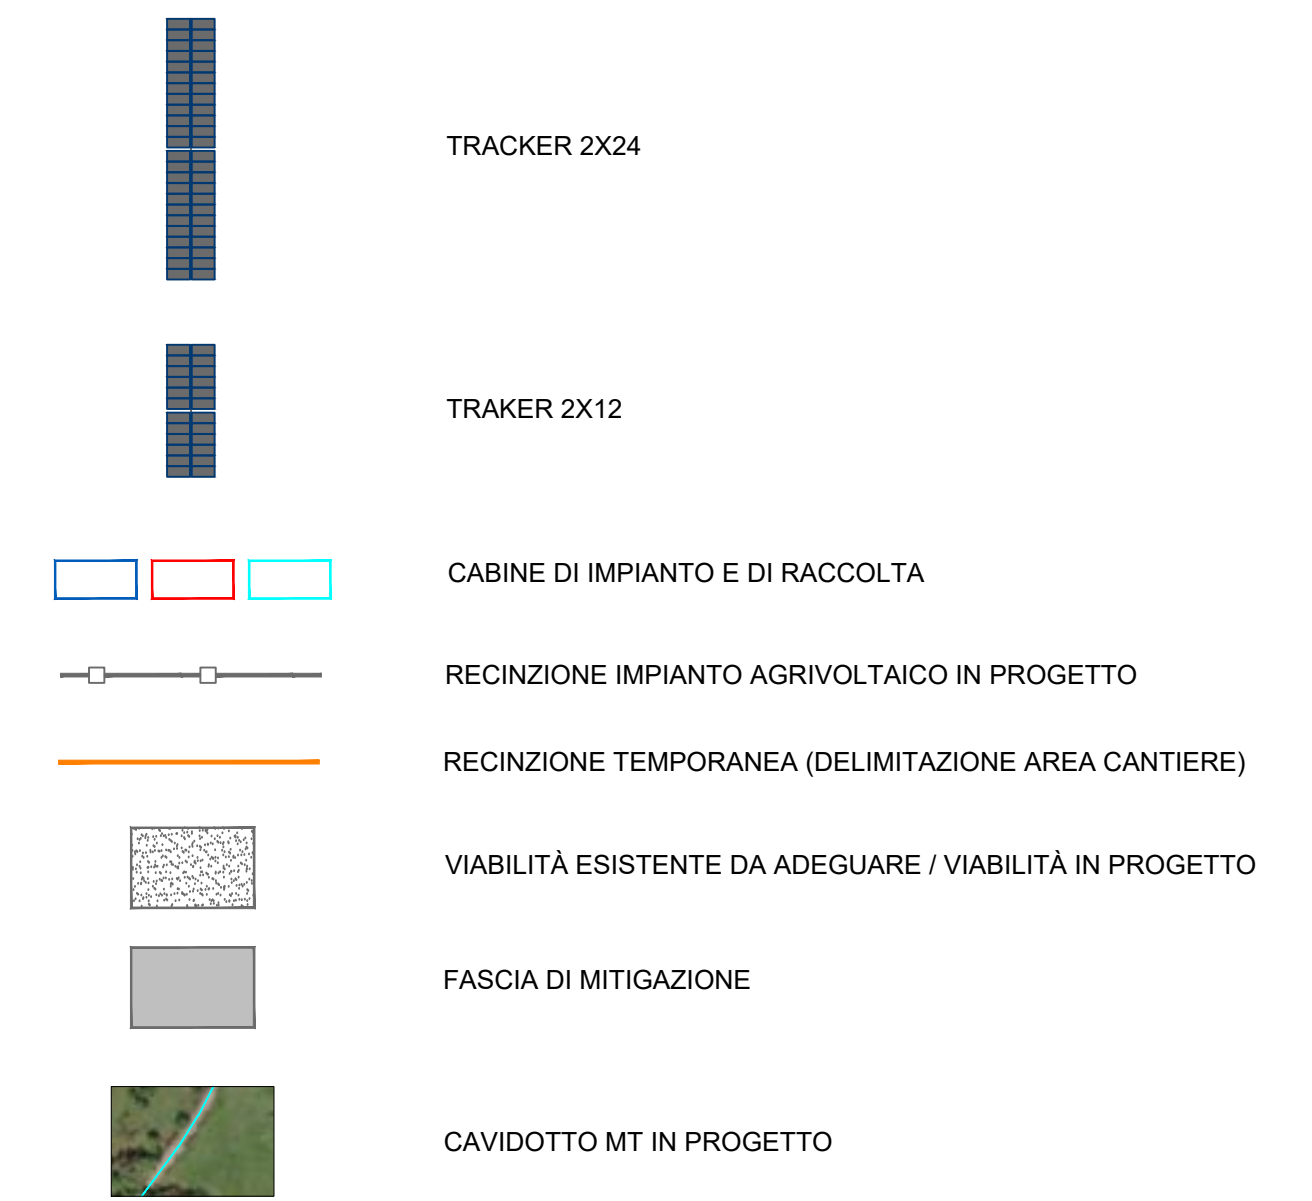 TRACKER 2X24
TRAKER 2X12
CABINE DI IMPIANTO E DI RACCOLTA
RECINZIONE IMPIANTO AGRIVOLTAICO IN PROGETTO
RECINZIONE TEMPORANEA (DELIMITAZIONE AREA CANTIERE)
VIABILITÀ ESISTENTE DA ADEGUARE / VIABILITÀ IN PROGETTO
FASCIA DI MITIGAZIONE
CAVIDOTTO MT IN PROGETTO